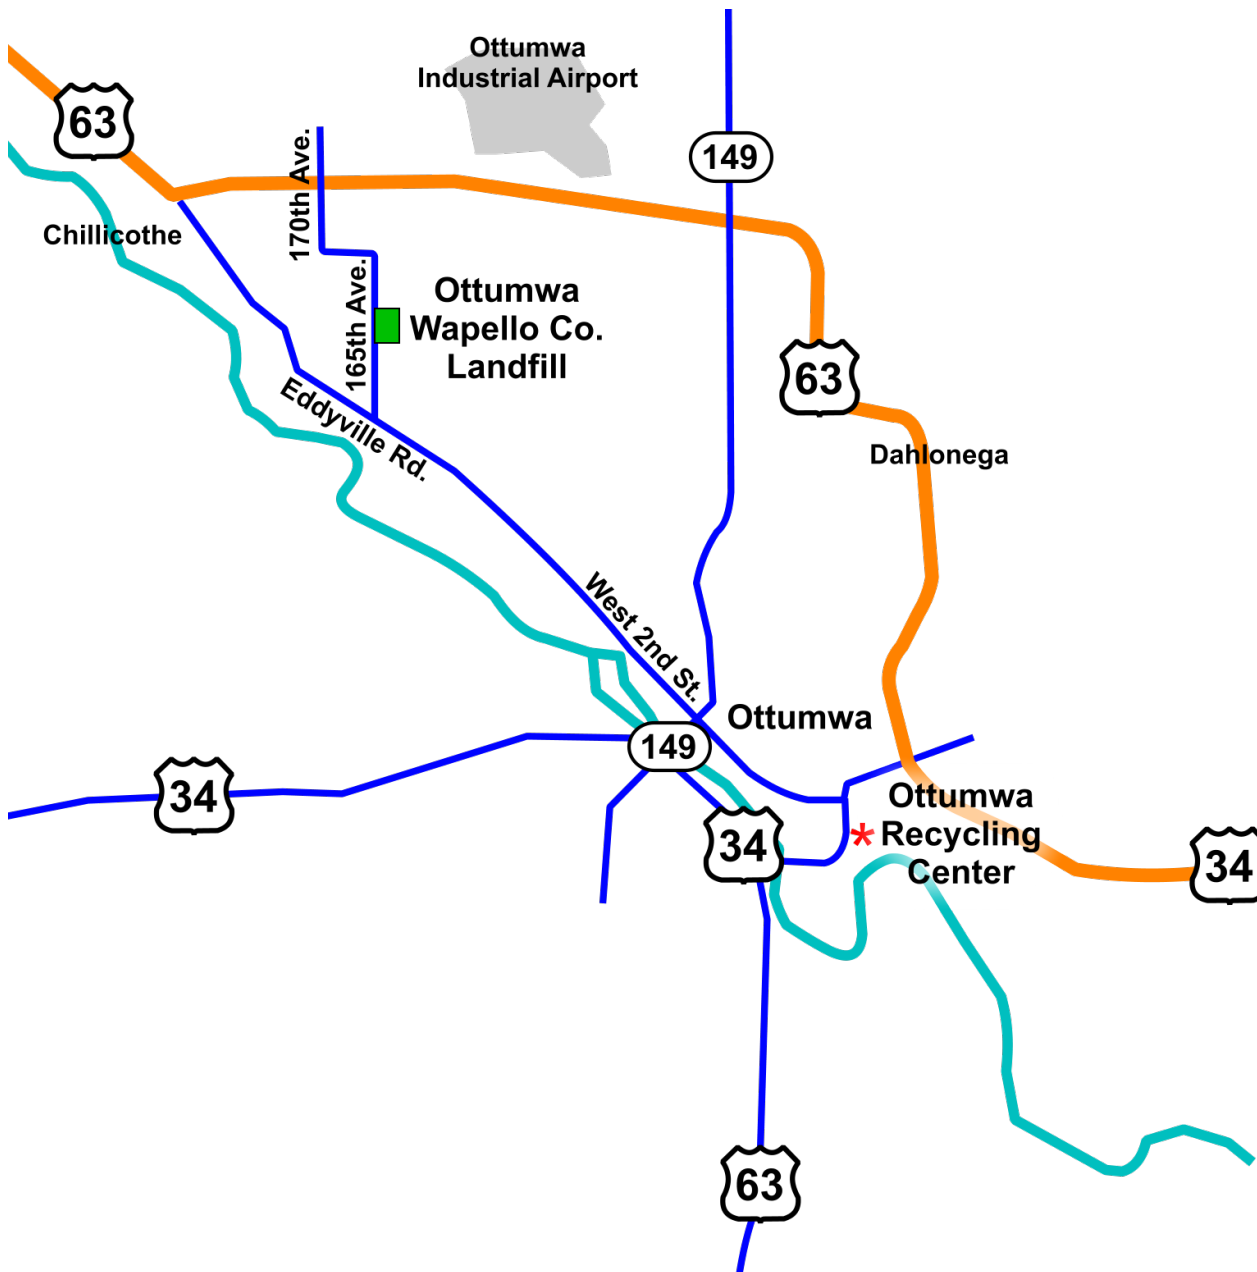 Ottumwa
Industrial Airport
63
149
170th Ave.
Chillicothe
165th Ave.
Ottumwa
Wapello Co.
Landfill
63
Eddyville Rd.
Dahlonega
West 2nd St.
Ottumwa
149
34
Ottumwa
Recycling
Center
*
34
34
63